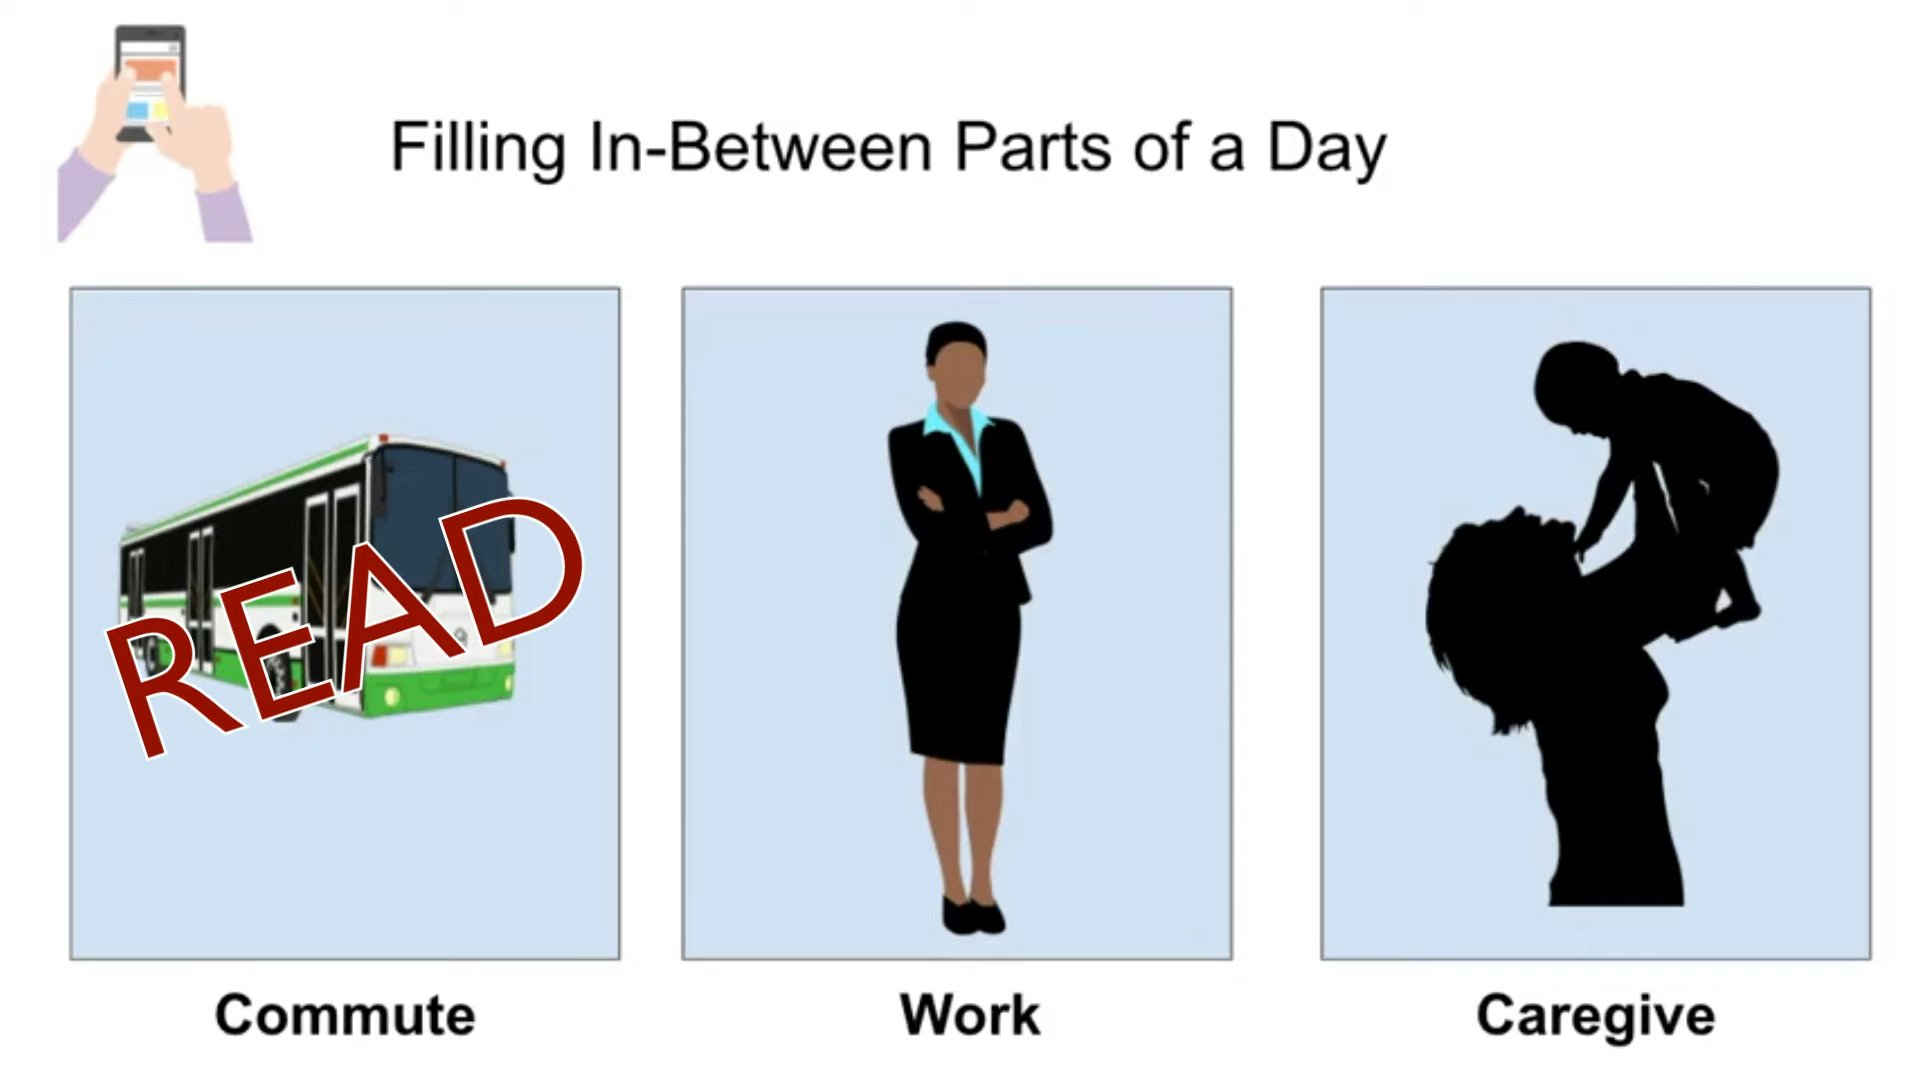 Filling In-Between Parts of a Day
READ
Commute
Work
Caregive